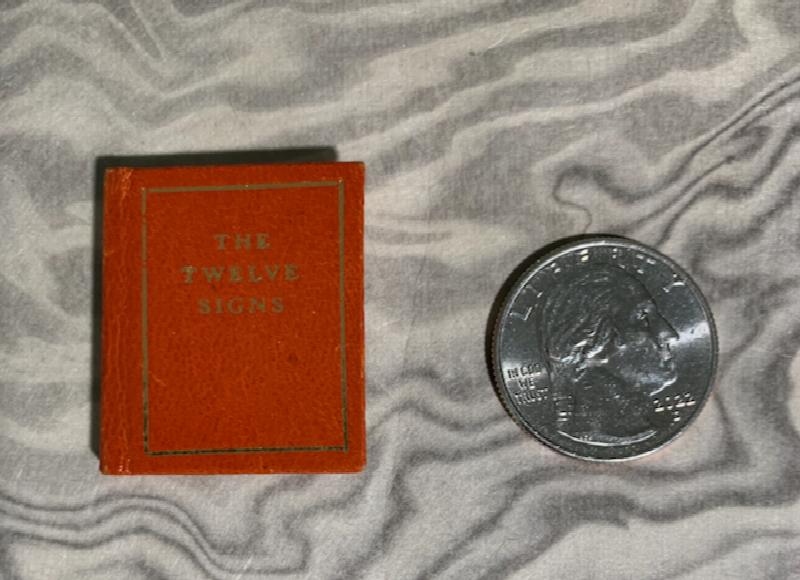 THE
TWELVE
SIGNS
LIBERTY
IN GOD
WE
TRUST
2022